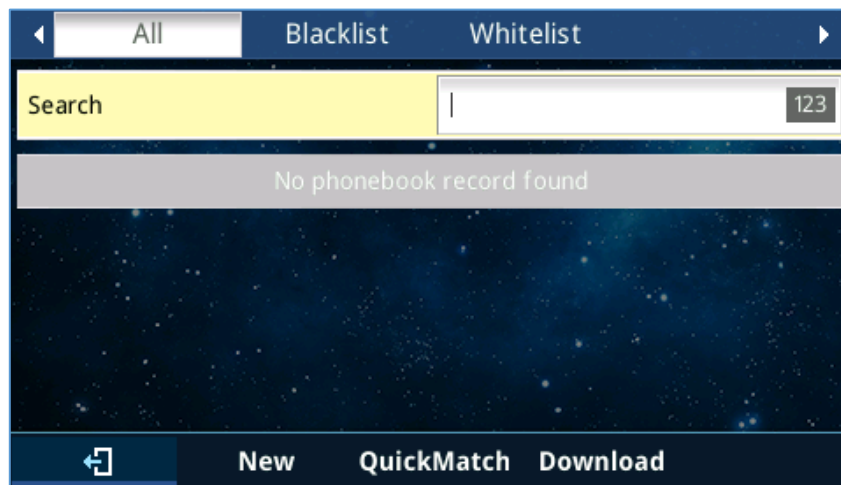 All Blacklist Whitelist
Search 123
No phonebook record found
New QuickMatch Download